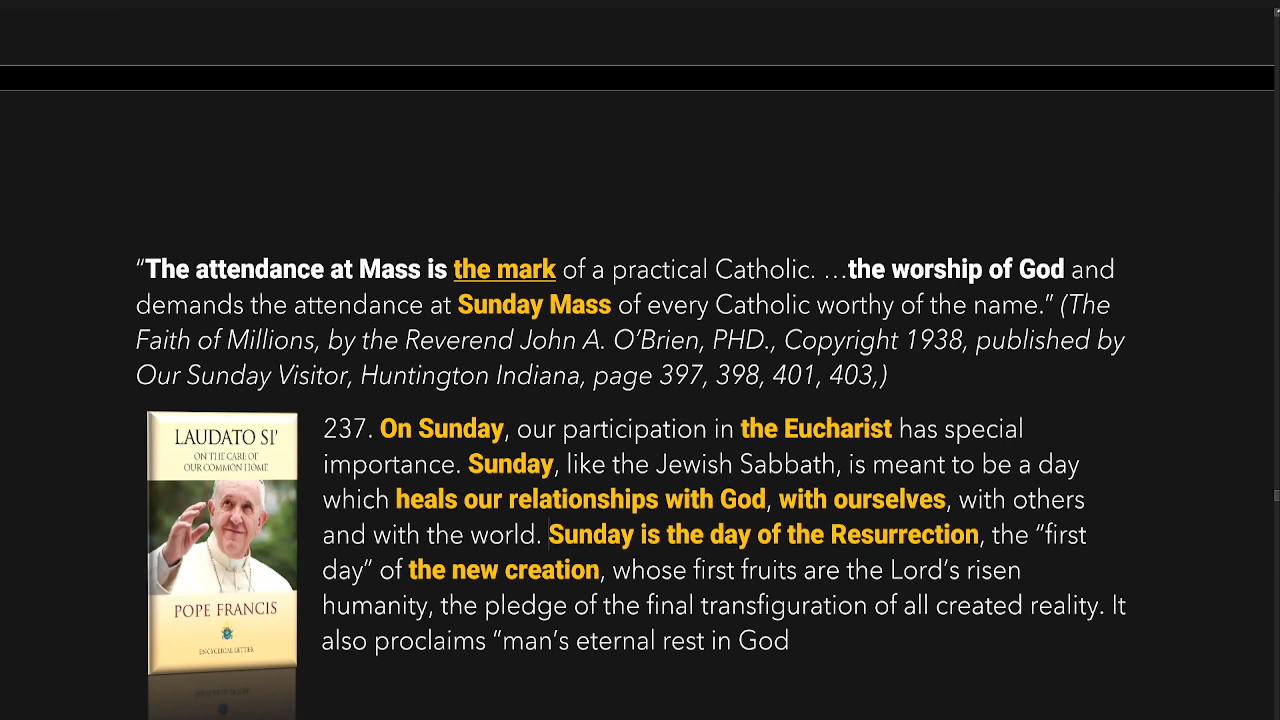 “The attendance at Mass is the mark of a practical Catholic. …the worship of God and
demands the attendance at Sunday Mass of every Catholic worthy of the name.” (The
Faith of Millions, by the Reverend John A. O’Brien, PHD., Copyright 1938, published by
Our Sunday Visitor, Huntington Indiana, page 397, 398, 401, 403,)
LAUDATO SI’
ON THE CARE OF
OUR COMMON HOME
POPE FRANCIS
ENCYCLICAL LETTER
237. On Sunday, our participation in the Eucharist has special
importance. Sunday, like the Jewish Sabbath, is meant to be a day
which heals our relationships with God, with ourselves, with others
and with the world. Sunday is the day of the Resurrection, the “first
day” of the new creation, whose first fruits are the Lord’s risen
humanity, the pledge of the final transfiguration of all created reality. It
also proclaims “man’s eternal rest in God